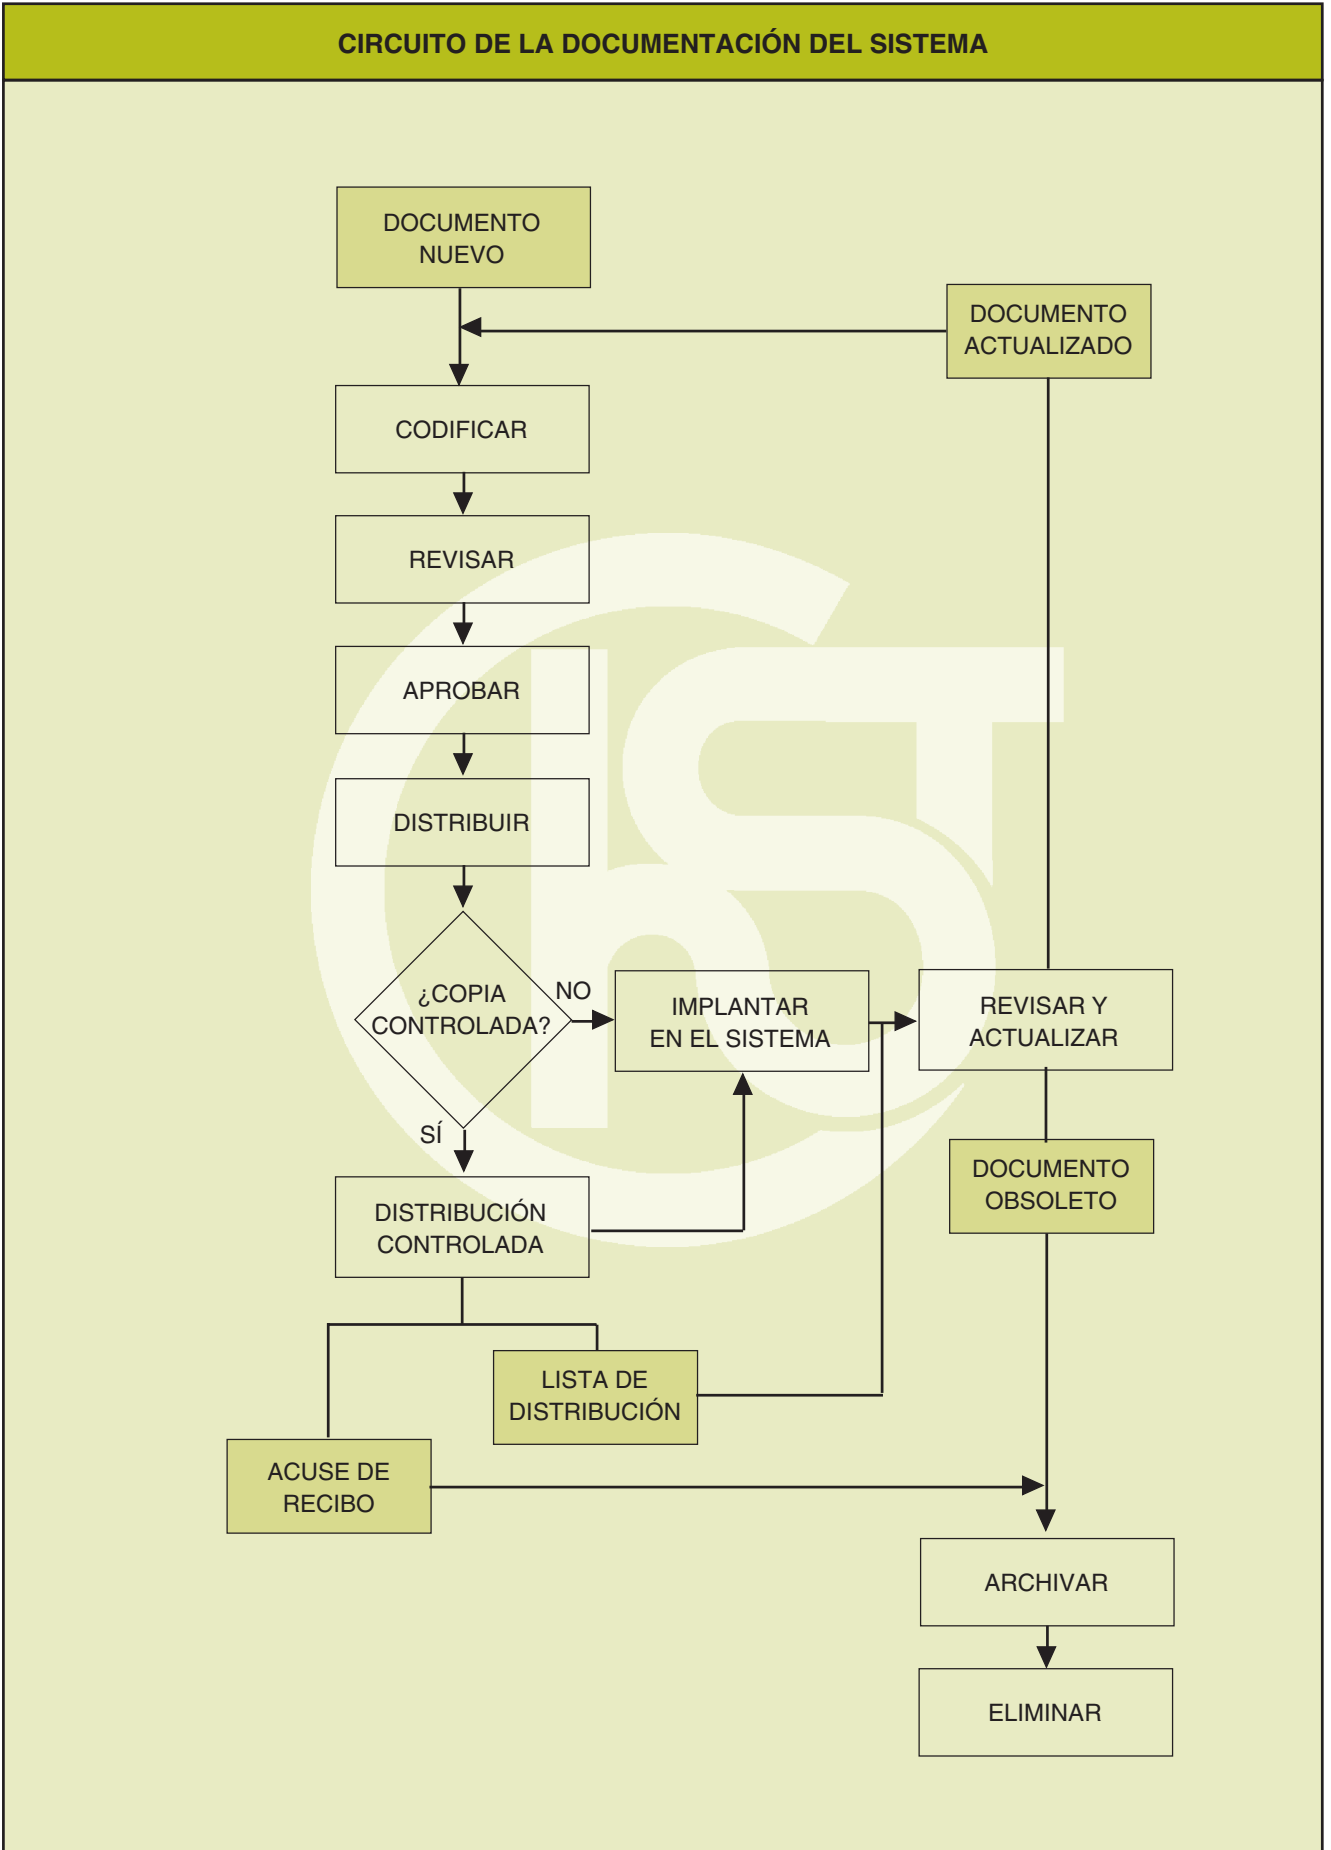 CIRCUITO DE LA DOCUMENTACIÓN DEL SISTEMA
DOCUMENTO
NUEVO
DOCUMENTO
ACTUALIZADO
CODIFICAR
REVISAR
APROBAR
DISTRIBUIR
¿COPIA
CONTROLADA?
NO
IMPLANTAR
EN EL SISTEMA
REVISAR Y
ACTUALIZAR
SÍ
DISTRIBUCIÓN
CONTROLADA
DOCUMENTO
OBSOLETO
LISTA DE
DISTRIBUCIÓN
ACUSE DE
RECIBO
ARCHIVAR
ELIMINAR